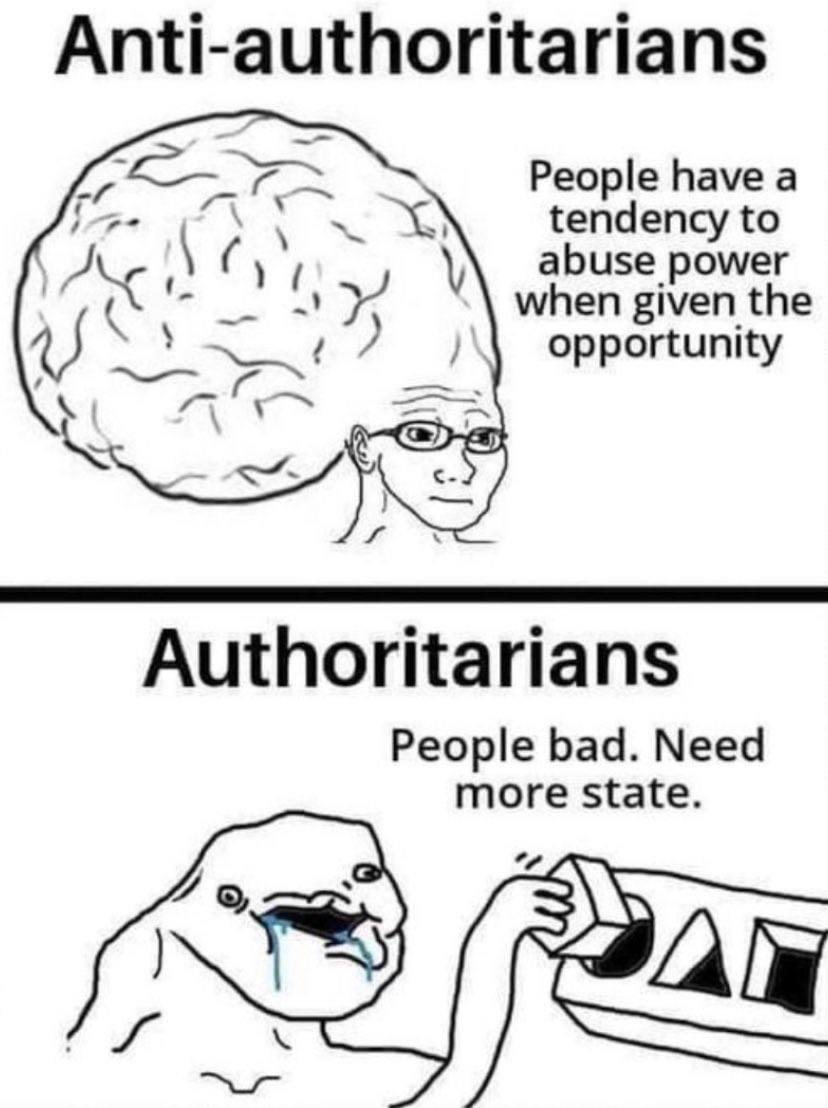 Anti-authoritarians
People have a
tendency to
abuse power
when given the
opportunity
Authoritarians
People bad. Need
more state.